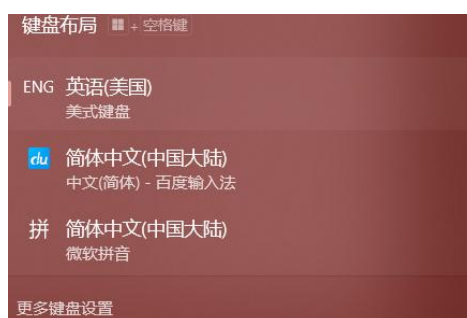 键盘布局 + 空格键
ENG 英语(美国)
美式键盘
du 简体中文(中国大陆)
中文(简体) - 百度输入法
拼 简体中文(中国大陆)
微软拼音
更多键盘设置